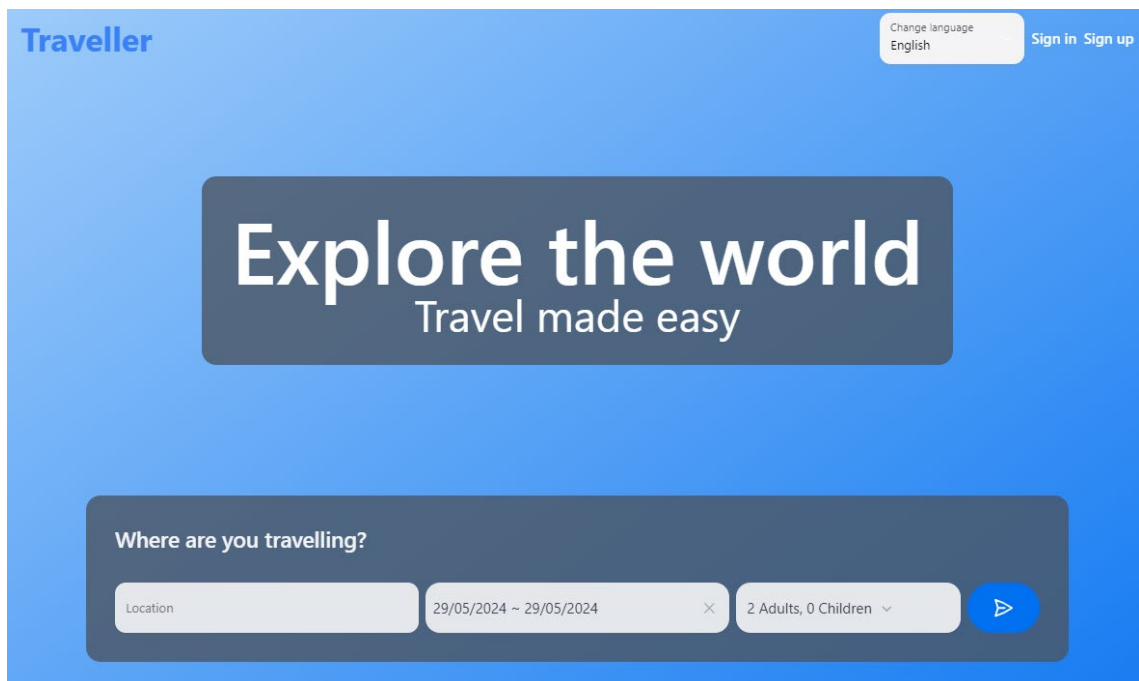 Traveller
Change language
English
Sign in Sign up
Explore the world
Travel made easy
Where are you travelling?
Location
29/05/2024 ~ 29/05/2024
2 Adults, 0 Children